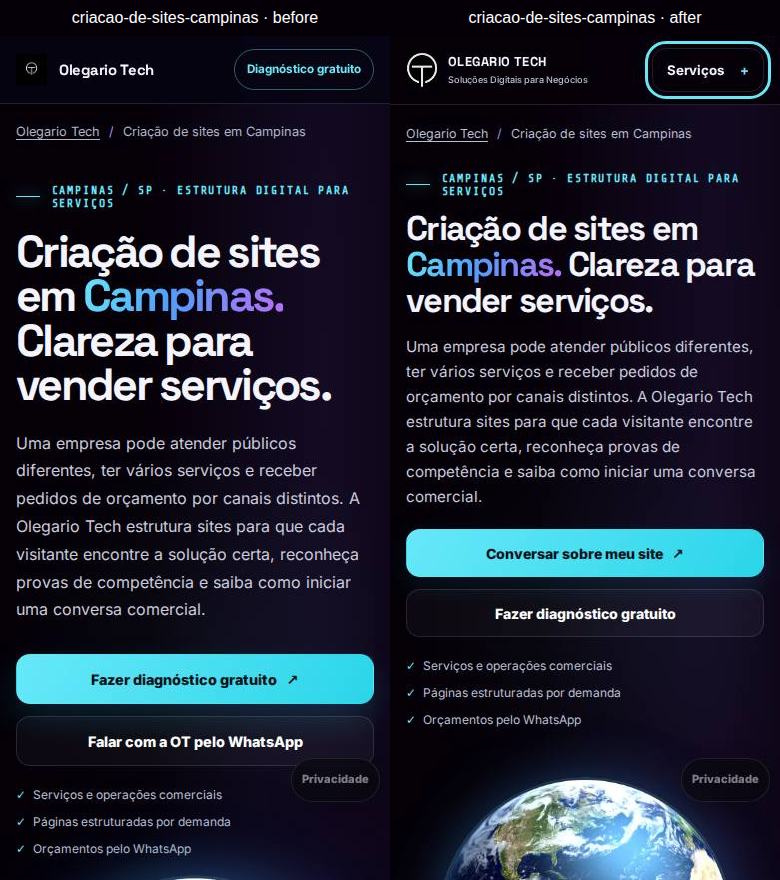 criacao-de-sites-campinas · before
Olegario Tech
Diagnóstico gratuito
Olegario Tech / Criação de sites em Campinas
CAMPINAS / SP · ESTRUTURA DIGITAL PARA
SERVIÇOS
Criação de sites
em Campinas.
Clareza para
vender serviços.
Uma empresa pode atender públicos
diferentes, ter vários serviços e receber
pedidos de orçamento por canais distintos. A
Olegario Tech estrutura sites para que cada
visitante encontre a solução certa, reconheça
provas de competência e saiba como iniciar
uma conversa comercial.
Fazer diagnóstico gratuito ↗
Falar com a OT pelo WhatsApp
Privacidade
✓ Serviços e operações comerciais
✓ Páginas estruturadas por demanda
✓ Orçamentos pelo WhatsApp
criacao-de-sites-campinas · after
OLEGARIO TECH
Soluções Digitais para Negócios
Serviços +
Olegario Tech / Criação de sites em Campinas
CAMPINAS / SP · ESTRUTURA DIGITAL PARA
SERVIÇOS
Criação de sites em
Campinas. Clareza para
vender serviços.
Uma empresa pode atender públicos diferentes,
ter vários serviços e receber pedidos de
orçamento por canais distintos. A Olegario Tech
estrutura sites para que cada visitante encontre
a solução certa, reconheça provas de
competência e saiba como iniciar uma conversa
comercial.
Conversar sobre meu site ↗
Fazer diagnóstico gratuito
✓ Serviços e operações comerciais
✓ Páginas estruturadas por demanda
✓ Orçamentos pelo WhatsApp
Privacidade